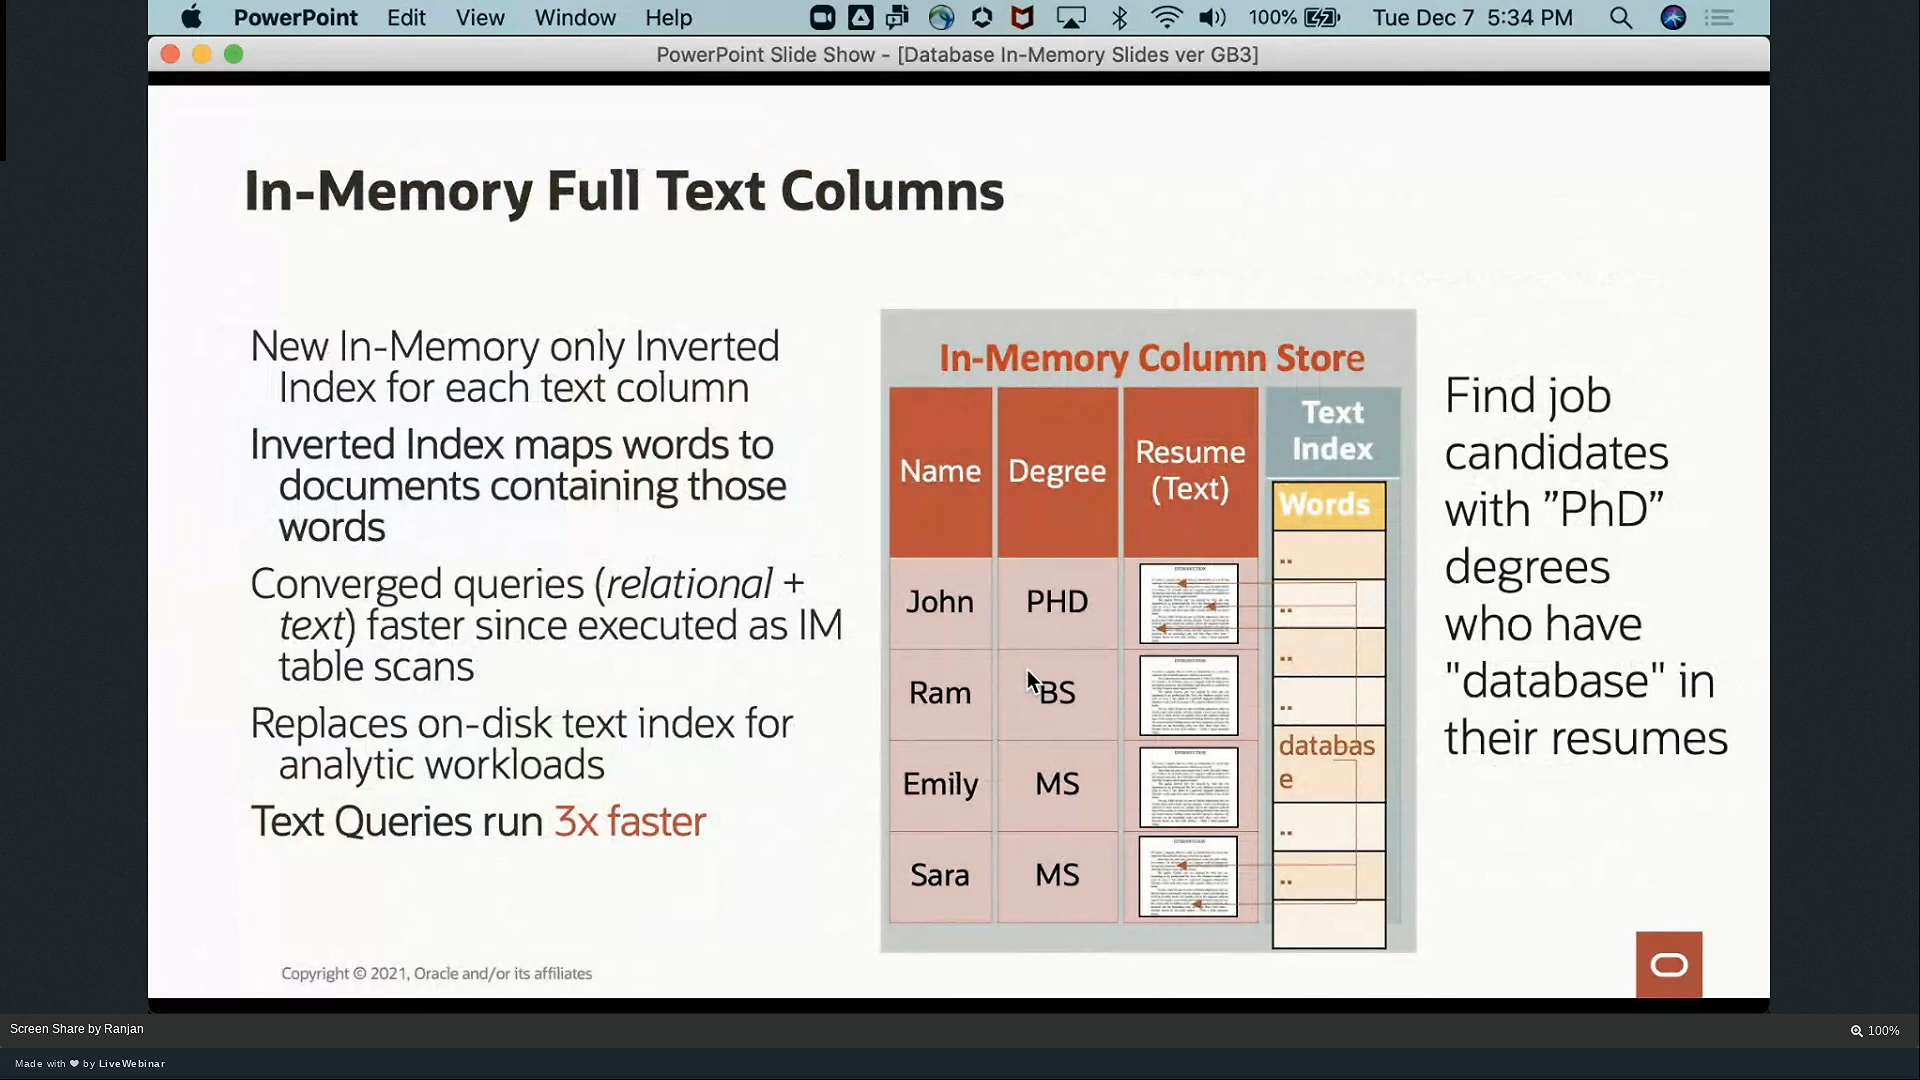 PowerPoint Edit View Window Help 100% Tue Dec 7 5:34 PM
PowerPoint Slide Show - [Database In-Memory Slides ver GB3]
In-Memory Full Text Columns
New In-Memory only Inverted
Index for each text column
Inverted Index maps words to
documents containing those
words
Converged queries (relational +
text) faster since executed as IM
table scans
Replaces on-disk text index for
analytic workloads
Text Queries run 3x faster
In-Memory Column Store
Name
Degree
Resume
(Text)
Text
Index
Words
..
John
PHD
..
..
Ram
BS
..
databas
e
Emily
MS
..
Sara
MS
..
Find job
candidates
with ”PhD”
degrees
who have
"database" in
their resumes
Copyright © 2021, Oracle and/or its affiliates
Screen Share by Ranjan
100%
Made with ♥ by LiveWebinar